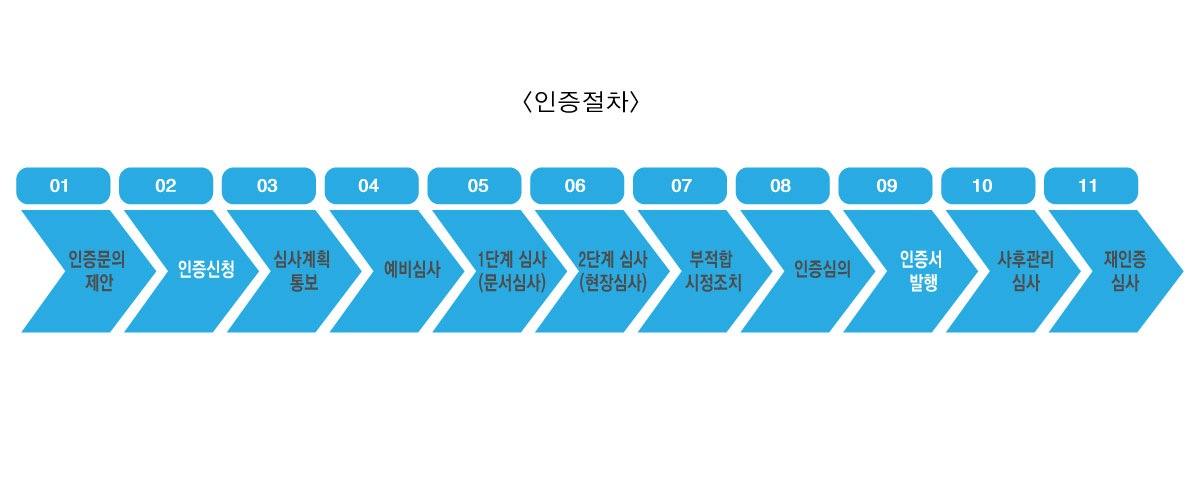 〈인증절차〉
01
인증문의
제안
02
인증신청
03
심사계획
통보
04
예비심사
05
1단계 심사
(문서심사)
06
2단계 심사
(현장심사)
07
부적합
시정조치
08
인증심의
09
인증서
발행
10
사후관리
심사
11
재인증
심사